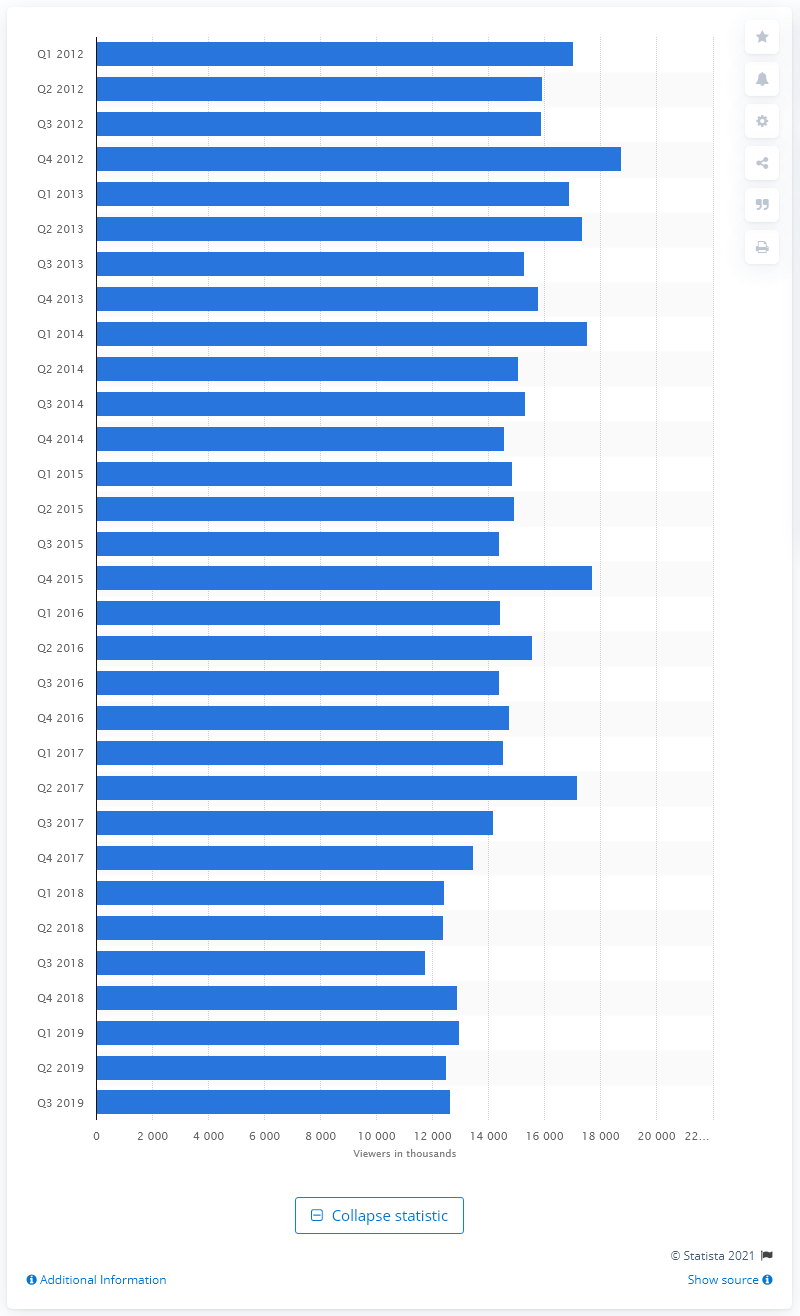 Q1 2012
Q2 2012
Q3 2012
Q4 2012
Q1 2013
Q2 2013
Q3 2013
Q4 2013
Q1 2014
Q2 2014
Q3 2014
Q4 2014
Q1 2015
Q2 2015
Q3 2015
Q4 2015
Q1 2016
Q2 2016
Q3 2016
Q4 2016
Q1 2017
Q2 2017
Q3 2017
Q4 2017
Q1 2018
Q2 2018
Q3 2018
Q4 2018
Q1 2019
Q2 2019
Q3 2019
0 2 000 4 000 6 000 8 000 10 000 12 000 14 000 16 000 18 000 20 000 22…
Viewers in thousands
Collapse statistic
© Statista 2021
Additional Information Show source